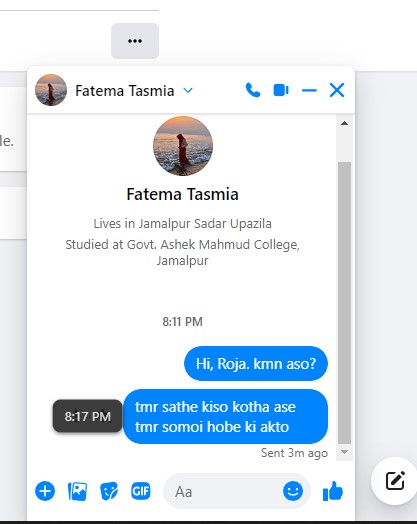 le.
Fatema Tasmia
Fatema Tasmia
Lives in Jamalpur Sadar Upazila
Studied at Govt. Ashek Mahmud College,
Jamalpur
8:11 PM
Hi, Roja. kmn aso?
8:17 PM
tmr sathe kiso kotha ase
tmr somoi hobe ki akto
Sent 3m ago
GIF
Aa